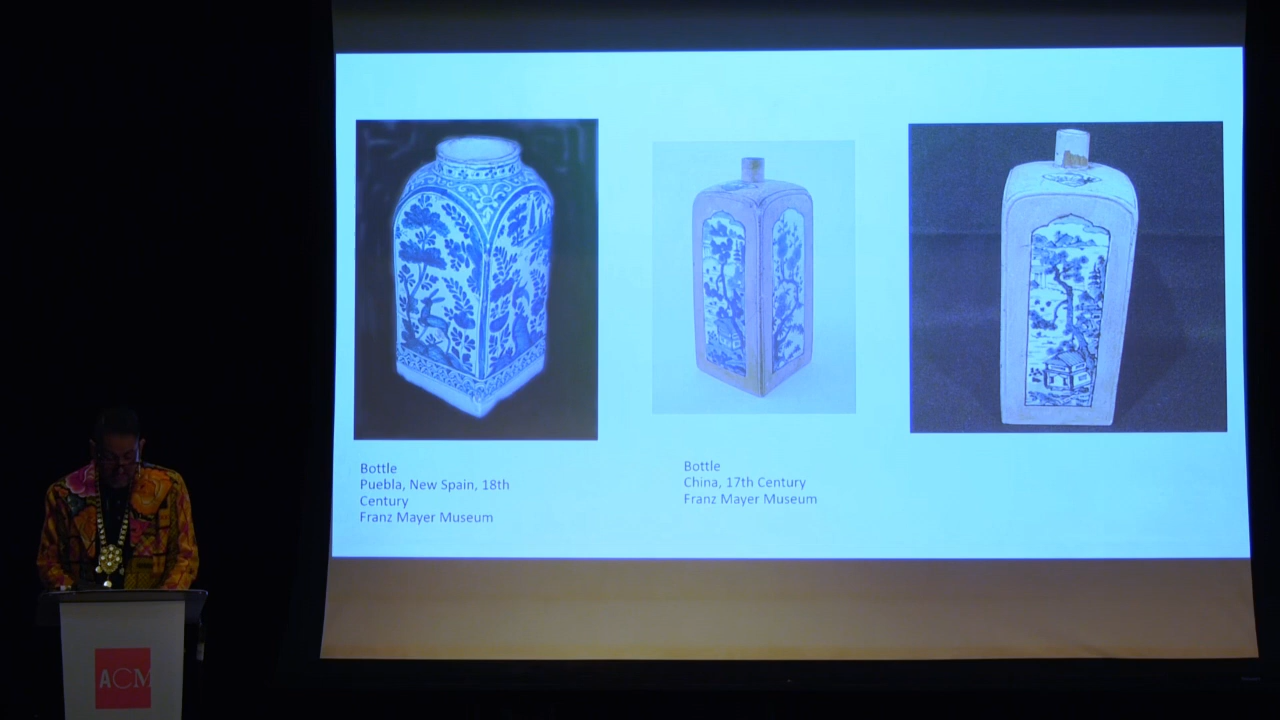 Bottle
Puebla, New Spain, 18th
Century
Franz Mayer Museum
Bottle
China, 17th Century
Franz Mayer Museum
ACM